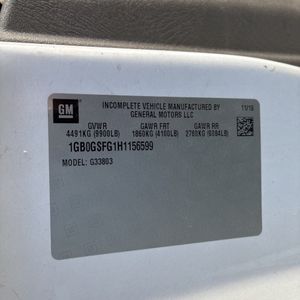 GM
INCOMPLETE VEHICLE MANUFACTURED BY
GENERAL MOTORS LLC
11/16
GVWR GAWR FRT GAWR RR
4491KG (9900LB) 1860KG (4100LB) 2760KG (6084LB)
1GB0GSFG1H1156599
MODEL: G33803